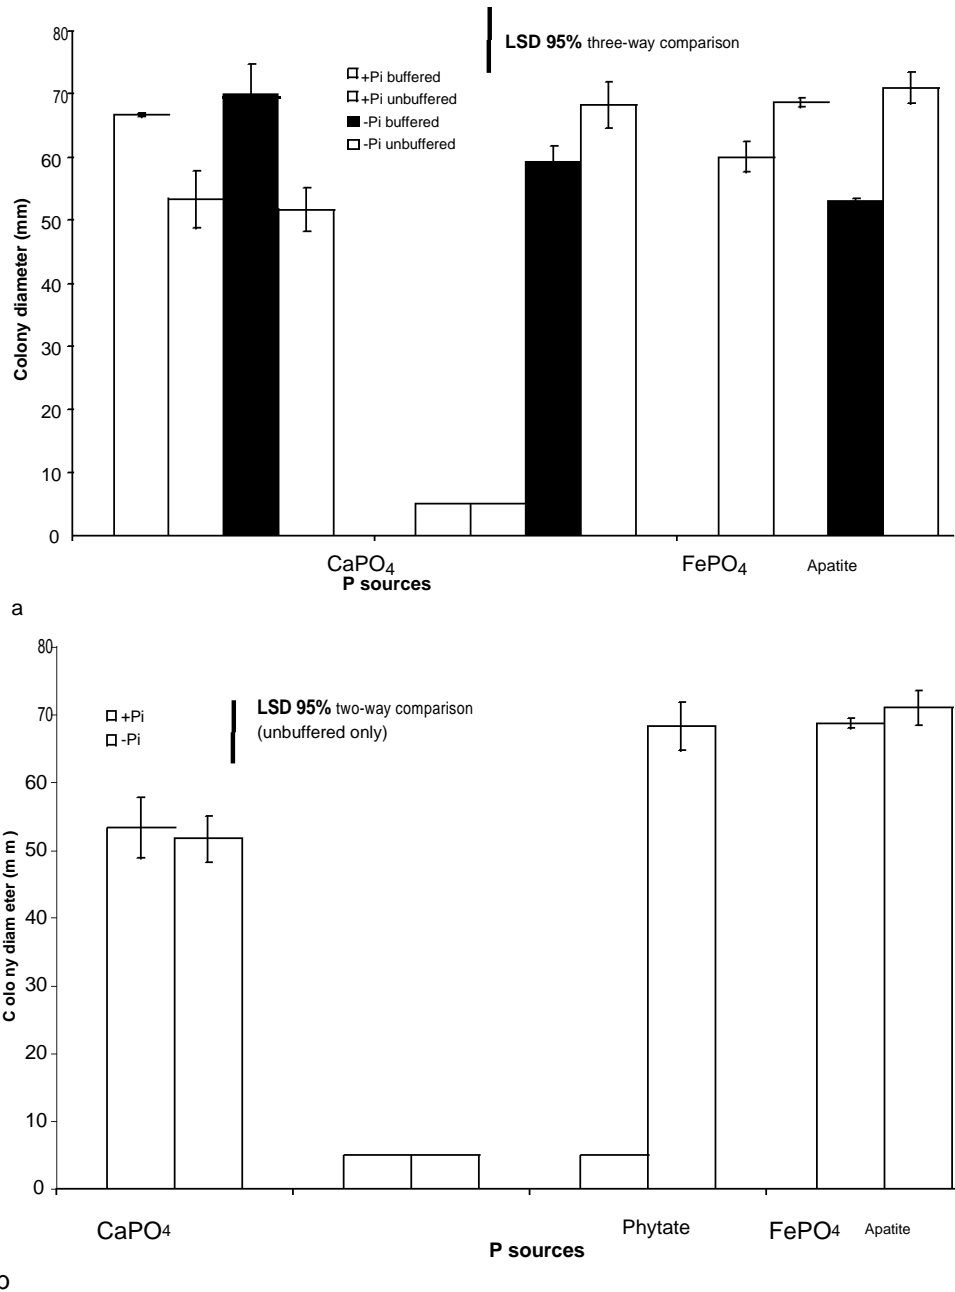 80
LSD 95% three-way comparison
+Pi buffered
70
+Pi unbuffered
-Pi buffered
-Pi unbuffered
60
50
Colony diameter (mm)
40
30
20
10
0
CaPO4 FePO4 Apatite
P sources
a
80
LSD 95% two-way comparison
+Pi
(unbuffered only)
-Pi
70
60
50
C olo ny diam eter (m m )
40
30
20
10
0
CaPO4 Phytate FePO4 Apatite
P sources